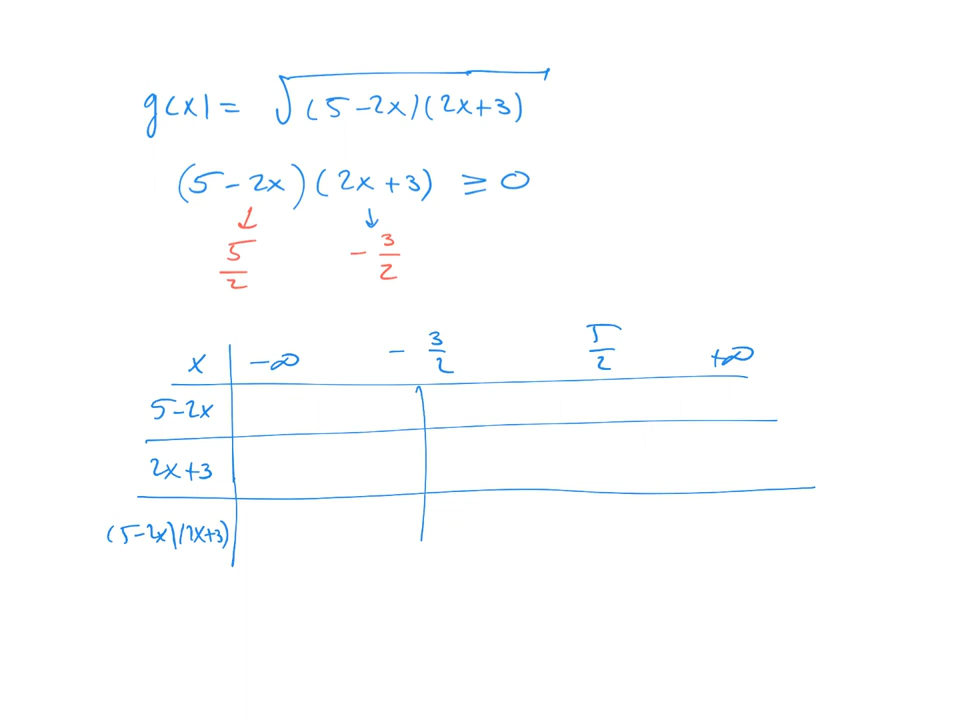 g(x) = √(5-2x)(2x+3)
(5-2x)(2x+3) ≥ 0
↓ ↓
5/2 - 3/2
x -∞ - 3/2 5/2 +∞
5-2x
2x+3
(5-2x)(2x+3)